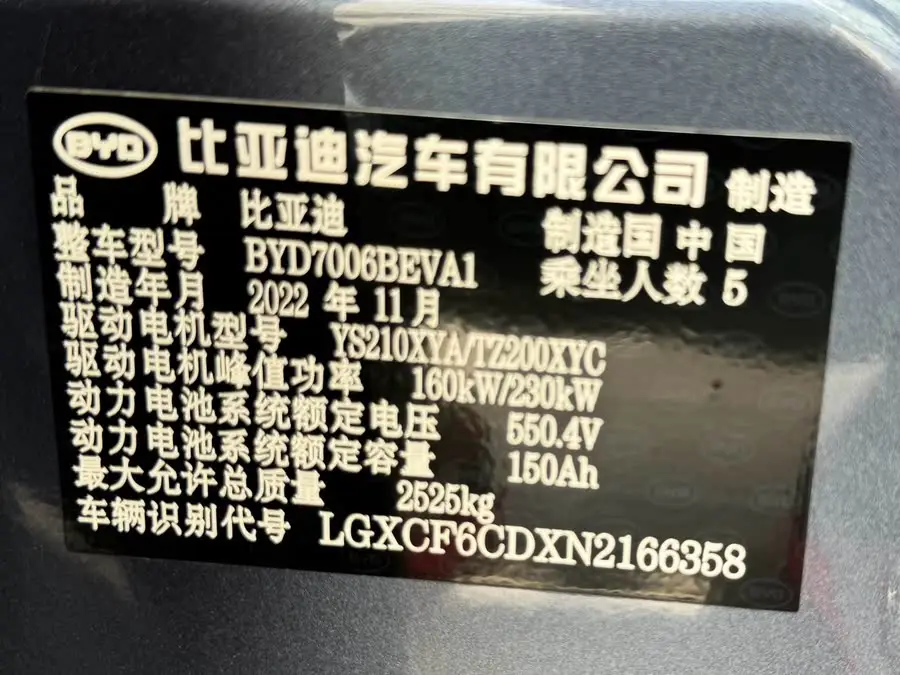 BYD 比亚迪汽车有限公司 制造
品 牌 比亚迪 制造国 中国
整车型号 BYD7006BEVA1 乘坐人数 5
制造年月 2022 年 11 月
驱动电机型号 YS210XYA/TZ200XYC
驱动电机峰值功率 160kW/230kW
动力电池系统额定电压 550.4V
动力电池系统额定容量 150Ah
最大允许总质量 2525kg
车辆识别代号 LGXCF6CDXN2166358